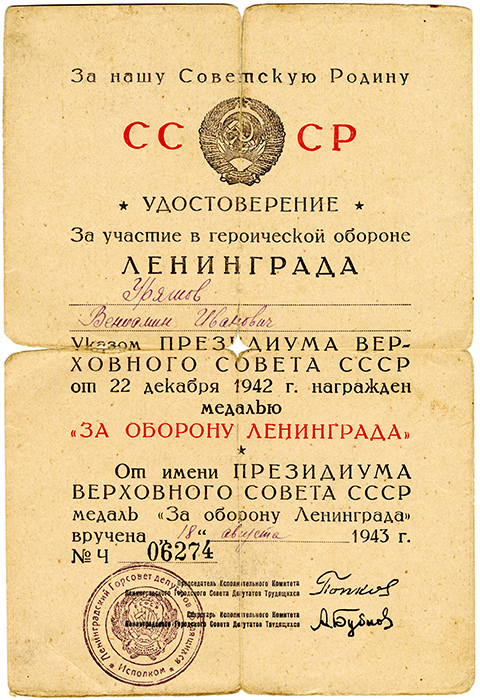 За нашу Советскую Родину
СССР
★ УДОСТОВЕРЕНИЕ ★
За участие в героической обороне
ЛЕНИНГРАДА
Уряшов
Вениамин Иванович
Указом ПРЕЗИДИУМА ВЕР-
ХОВНОГО СОВЕТА СССР
от 22 декабря 1942 г. награжден
медалью
«ЗА ОБОРОНУ ЛЕНИНГРАДА»
★
От имени ПРЕЗИДИУМА
ВЕРХОВНОГО СОВЕТА СССР
медаль «За оборону Ленинграда»
вручена „18“ августа 1943 г.
№ Ч 06274
Председатель Исполнительного Комитета
Ленинградского Городского Совета Депутатов Трудящихся
Попков
Секретарь Исполнительного Комитета
Ленинградского Городского Совета Депутатов Трудящихся
А Бубнов
Ленинградский Горсовет депутатов трудящихся
Исполком